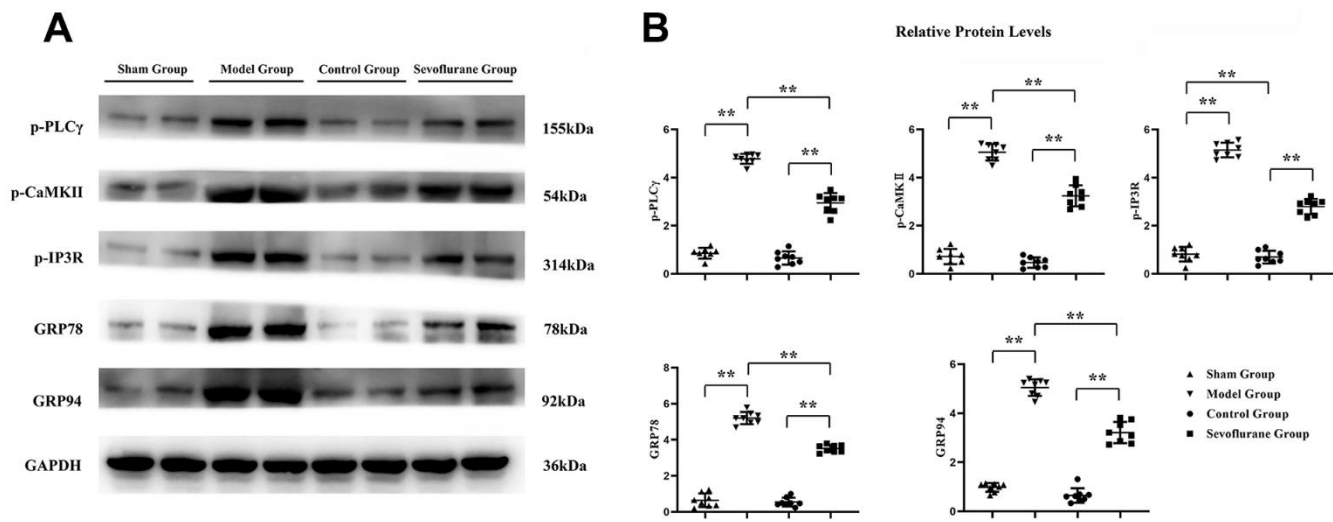 A
Sham Group Model Group Control Group Sevoflurane Group
p-PLCγ 155kDa
p-CaMKII 54kDa
p-IP3R 314kDa
GRP78 78kDa
GRP94 92kDa
GAPDH 36kDa
B
Relative Protein Levels
** ** **
p-PLCγ
6
4
2
0
** ** **
p-CaMKⅡ
6
4
2
0
** ** **
p-IP3R
6
4
2
0
** ** **
GRP78
8
6
4
2
0
** ** **
GRP94
6
4
2
0
Sham Group
Model Group
Control Group
Sevoflurane Group